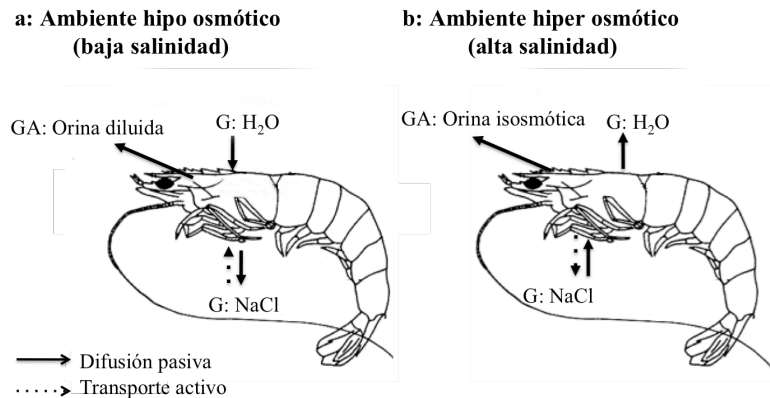 a: Ambiente hipo osmótico
(baja salinidad)
GA: Orina diluida
G: H₂O
G: NaCl
b: Ambiente hiper osmótico
(alta salinidad)
GA: Orina isosmótica
G: H₂O
G: NaCl
Difusión pasiva
Transporte activo